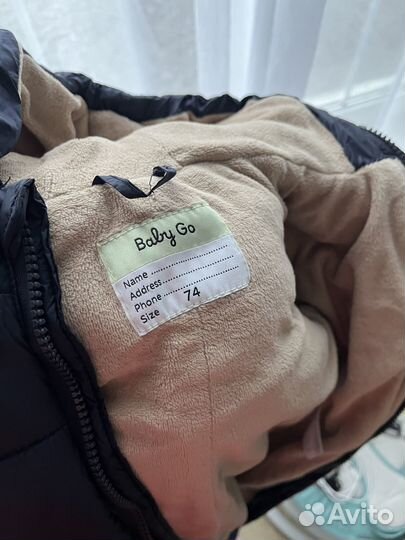 Baby Go
Name ....................
Address..................
Phone ...................
Size 74
Avito